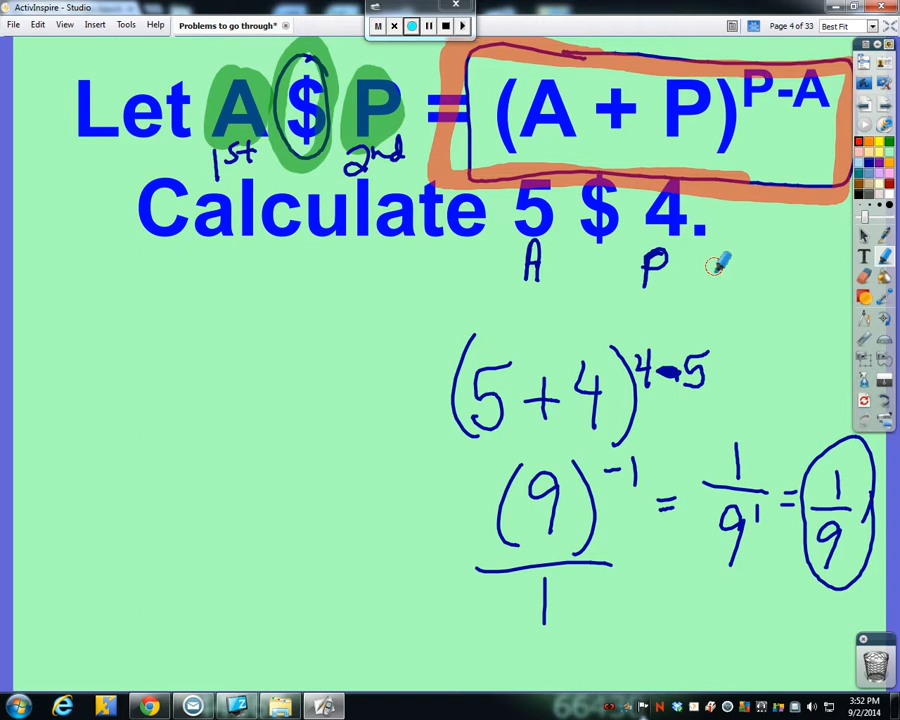 ActivInspire - Studio
File Edit View Insert Tools Help Problems to go through* Page 4 of 33 Best Fit
Let A $ P = (A + P)^{P-A}
1st 2nd
Calculate 5 $ 4.
A P
(5 + 4)^{4-5}
(9)^{-1} / 1 = 1/9^1 = 1/9
3:52 PM
9/2/2014